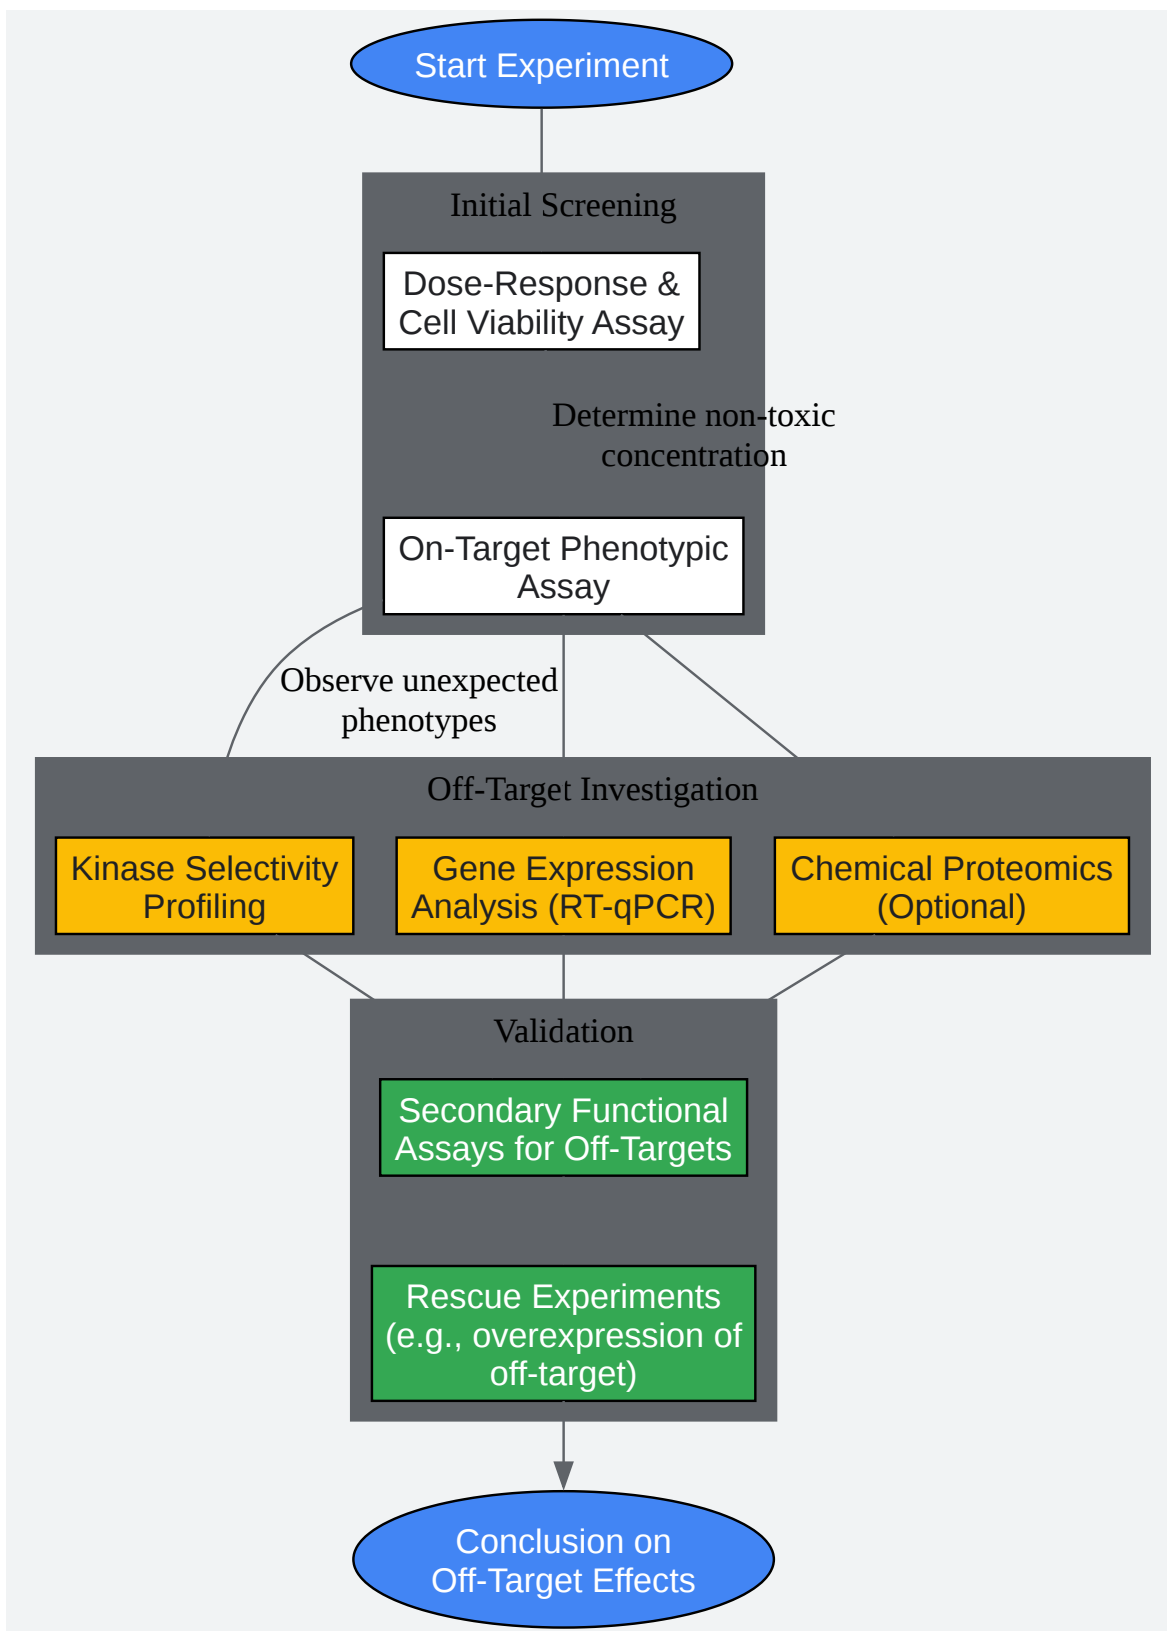 Start Experiment
Initial Screening
Dose-Response &
Cell Viability Assay
Determine non-toxic
concentration
On-Target Phenotypic
Assay
Observe unexpected
phenotypes
Off-Target Investigation
Kinase Selectivity
Profiling
Gene Expression
Analysis (RT-qPCR)
Chemical Proteomics
(Optional)
Validation
Secondary Functional
Assays for Off-Targets
Rescue Experiments
(e.g., overexpression of
off-target)
Conclusion on
Off-Target Effects